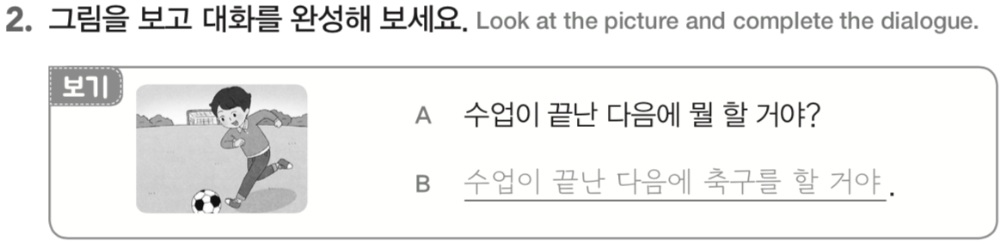 2. 그림을 보고 대화를 완성해 보세요. Look at the picture and complete the dialogue.
보기
A 수업이 끝난 다음에 뭘 할 거야?
B 수업이 끝난 다음에 축구를 할 거야.